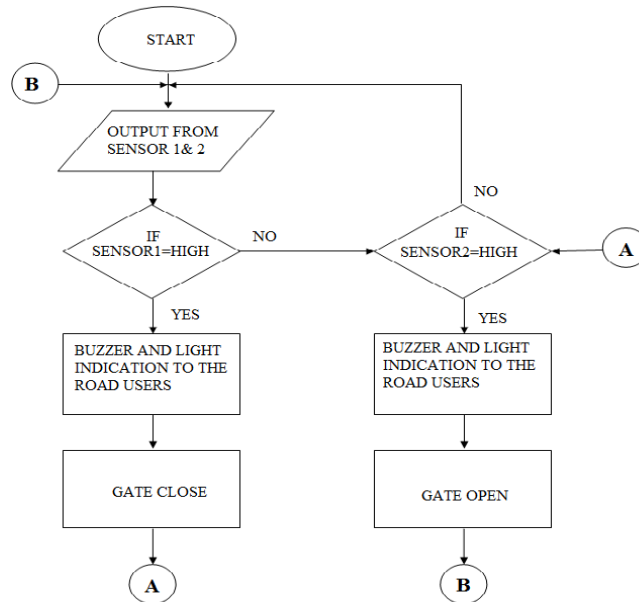 START
B
OUTPUT FROM
SENSOR 1& 2
IF
SENSOR1=HIGH
NO
NO
IF
SENSOR2=HIGH
A
YES
YES
BUZZER AND LIGHT
INDICATION TO THE
ROAD USERS
BUZZER AND LIGHT
INDICATION TO THE
ROAD USERS
GATE CLOSE
GATE OPEN
A
B